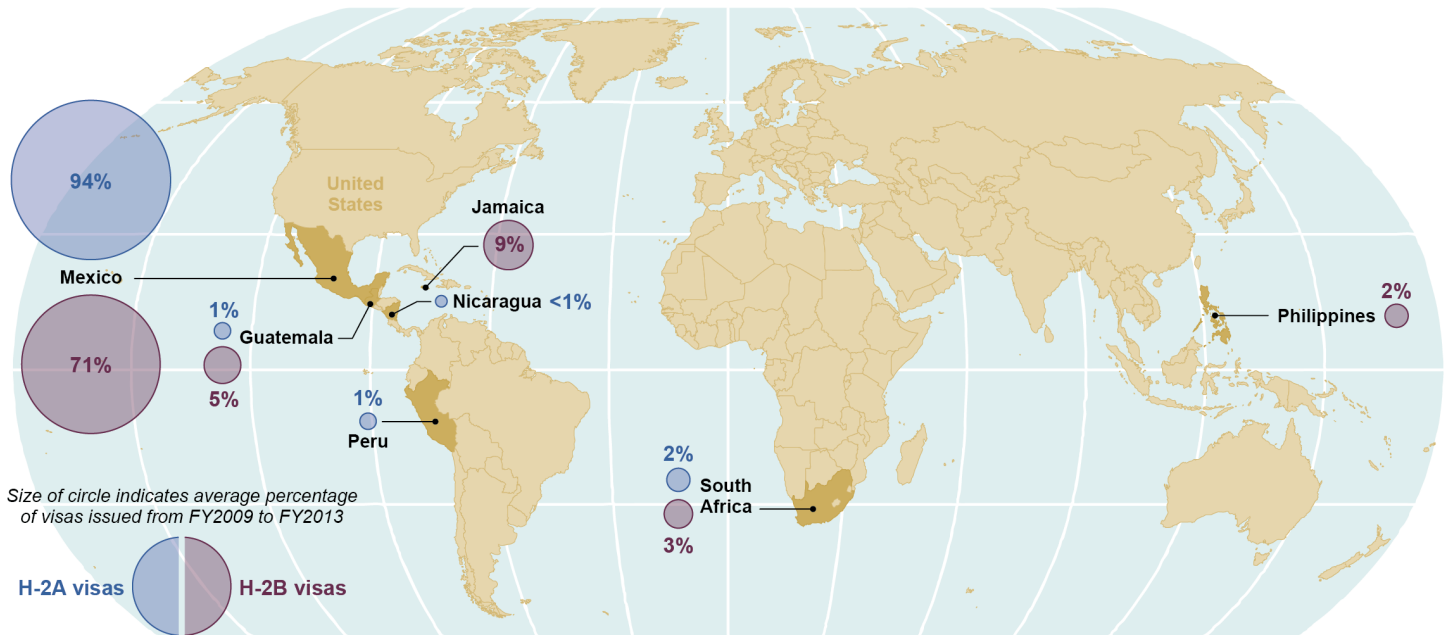 94%
United
States
Jamaica
9%
Mexico
Nicaragua <1%
1%
Guatemala
71%
5%
2%
Philippines
1%
Peru
2%
South
Africa
3%
Size of circle indicates average percentage
of visas issued from FY2009 to FY2013
H-2A visas
H-2B visas